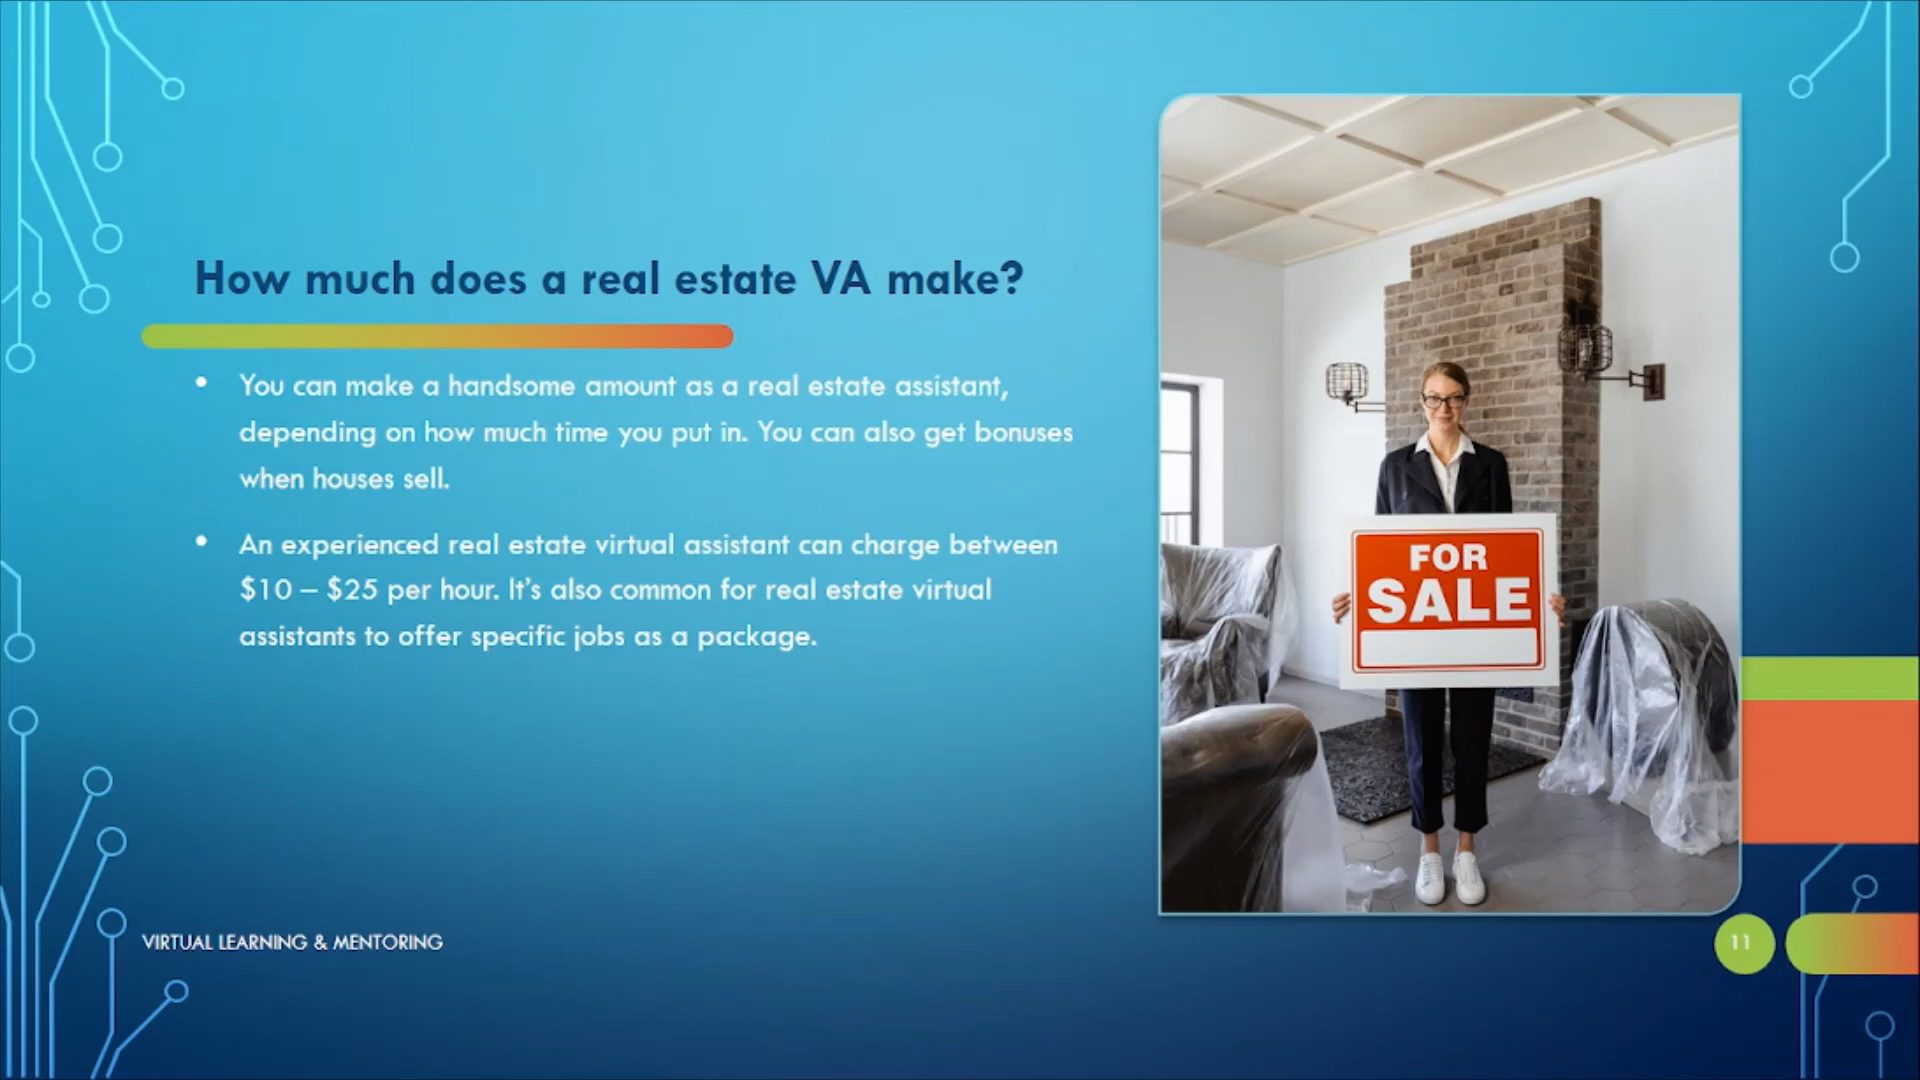 How much does a real estate VA make?
• You can make a handsome amount as a real estate assistant,
depending on how much time you put in. You can also get bonuses
when houses sell.
• An experienced real estate virtual assistant can charge between
$10 – $25 per hour. It's also common for real estate virtual
assistants to offer specific jobs as a package.
FOR
SALE
VIRTUAL LEARNING & MENTORING
11